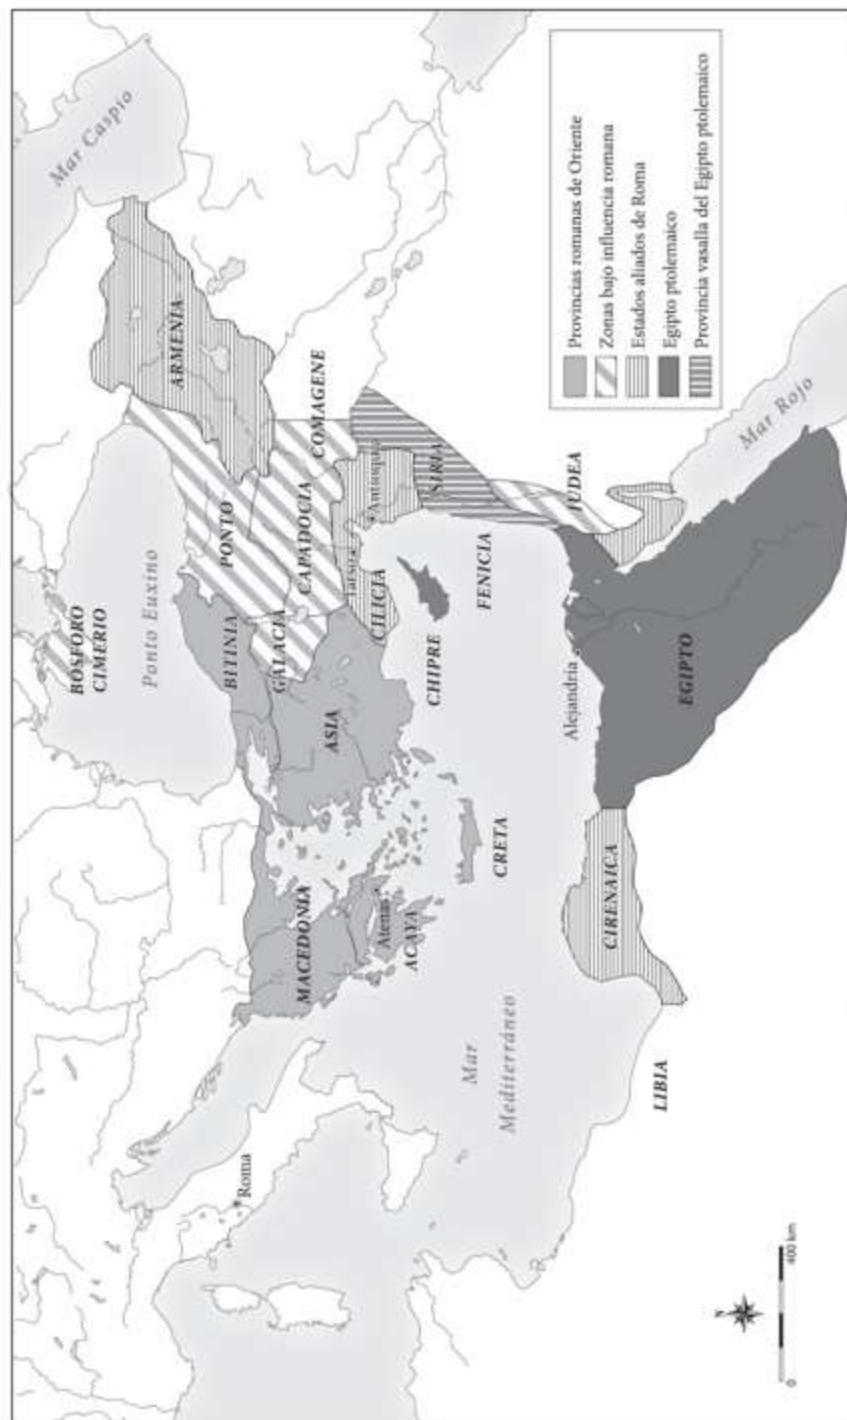 Mar Caspio
ARMENIA
BÓSFORO
CIMERIO
Ponto Euxino
PONTO
BITINIA
GALACIA
CAPADOCIA
COMAGENE
MACEDONIA
ASIA
CILICIA
Tarso
Antioquía
SIRIA
Atenas
ACAYA
CRETA
CHIPRE
FENICIA
IUDEA
Roma
Mar
Mediterráneo
Alejandría
CIRENAICA
LIBIA
EGIPTO
Mar Rojo
Provincias romanas de Oriente
Zonas bajo influencia romana
Estados aliados de Roma
Egipto ptolemaico
Provincia vasalla del Egipto ptolemaico
N
0
400 km